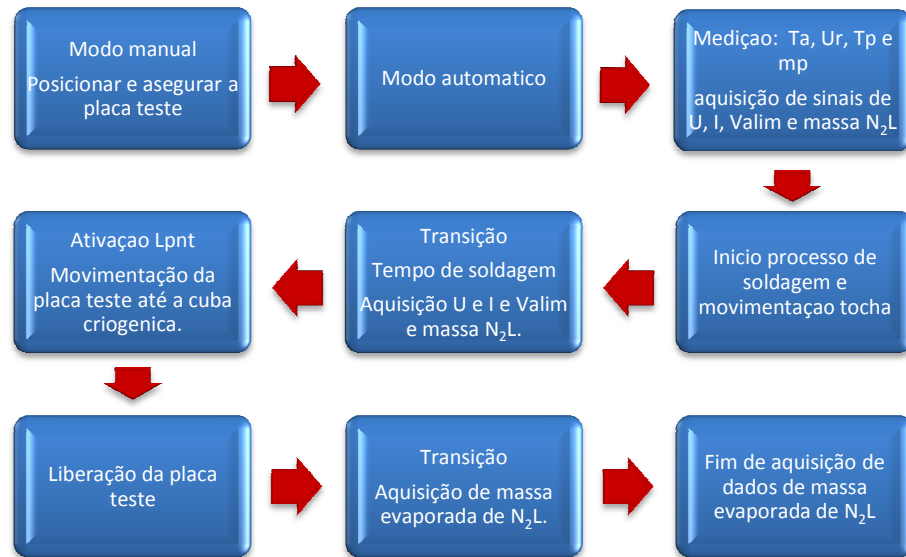 Modo manual
Posicionar e asegurar a
placa teste
Modo automatico
Mediçao: Ta, Ur, Tp e
mp
aquisição de sinais de
U, I, Valim e massa N₂L
Inicio processo de
soldagem e
movimentaçao tocha
Transição
Tempo de soldagem
Aquisição U e I e Valim
e massa N₂L.
Ativaçao Lpnt
Movimentação da
placa teste até a cuba
criogenica.
Liberação da placa
teste
Transição
Aquisição de massa
evaporada de N₂L.
Fim de aquisição de
dados de massa
evaporada de N₂L